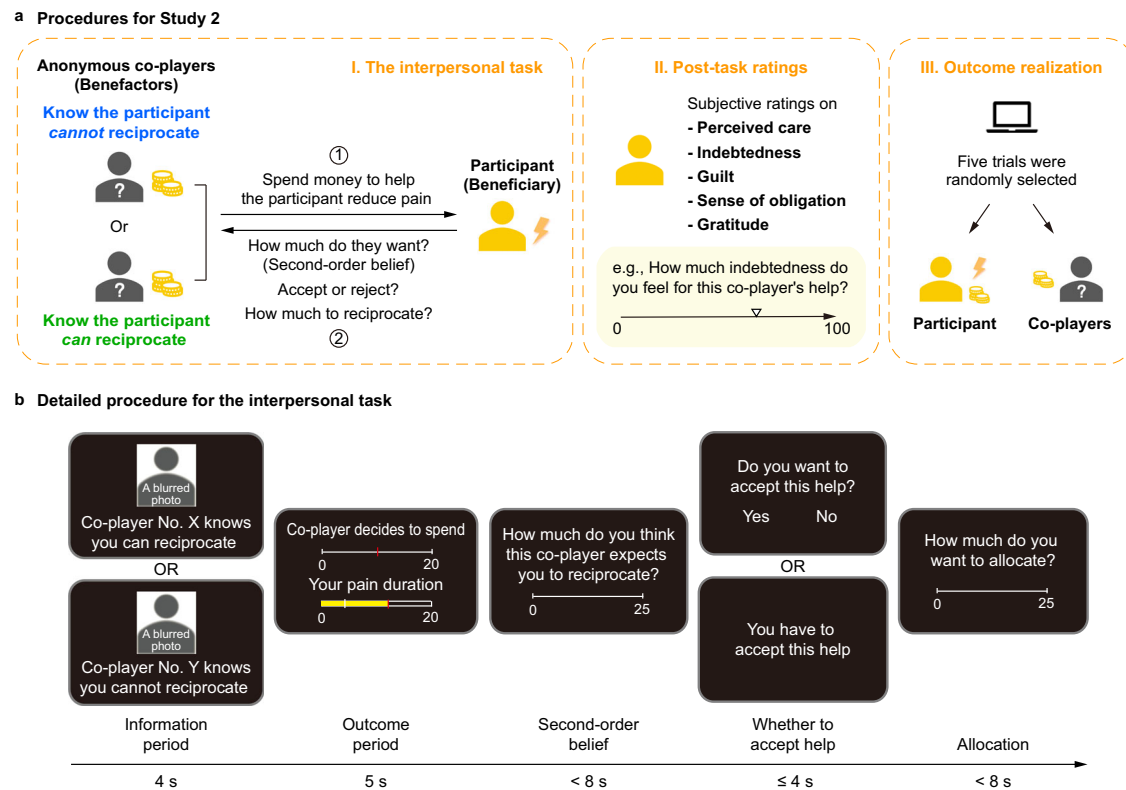 a Procedures for Study 2
Anonymous co-players
(Benefactors)
Know the participant
cannot reciprocate
?
Or
?
Know the participant
can reciprocate
I. The interpersonal task
①
Spend money to help
the participant reduce pain
How much do they want?
(Second-order belief)
Accept or reject?
How much to reciprocate?
②
Participant
(Beneficiary)
II. Post-task ratings
Subjective ratings on
- Perceived care
- Indebtedness
- Guilt
- Sense of obligation
- Gratitude
e.g., How much indebtedness do
you feel for this co-player's help?
0 100
III. Outcome realization
Five trials were
randomly selected
?
Participant Co-players
b Detailed procedure for the interpersonal task
A blurred
photo
Co-player No. X knows
you can reciprocate
OR
A blurred
photo
Co-player No. Y knows
you cannot reciprocate
Co-player decides to spend
0 20
Your pain duration
0 20
How much do you think
this co-player expects
you to reciprocate?
0 25
Do you want to
accept this help?
Yes No
OR
You have to
accept this help
How much do you
want to allocate?
0 25
Information
period
Outcome
period
Second-order
belief
Whether to
accept help
Allocation
4 s 5 s < 8 s ≤ 4 s < 8 s